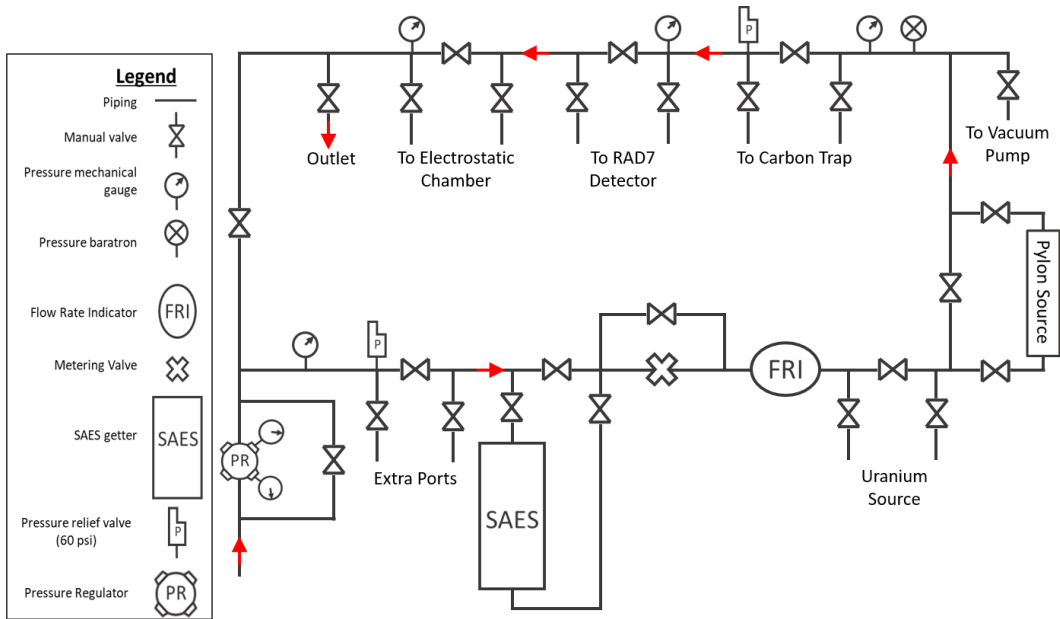 Legend
Piping
Manual valve
Pressure mechanical
gauge
Pressure baratron
Flow Rate Indicator
FRI
Metering Valve
SAES getter
SAES
Pressure relief valve
(60 psi)
P
Pressure Regulator
PR
P
Outlet
To Electrostatic
Chamber
To RAD7
Detector
To Carbon Trap
To Vacuum
Pump
Pylon Source
P
FRI
PR
Extra Ports
SAES
Uranium
Source